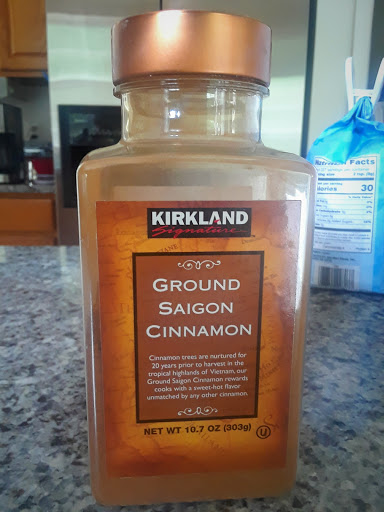 KIRKLAND
Signature
GROUND
SAIGON
CINNAMON
Cinnamon trees are nurtured for
20 years prior to harvest in the
tropical highlands of Vietnam, our
Ground Saigon Cinnamon rewards
cooks with a sweet-hot flavor
unmatched by any other cinnamon.
NET WT 10.7 OZ (303g)
U
Facts
30